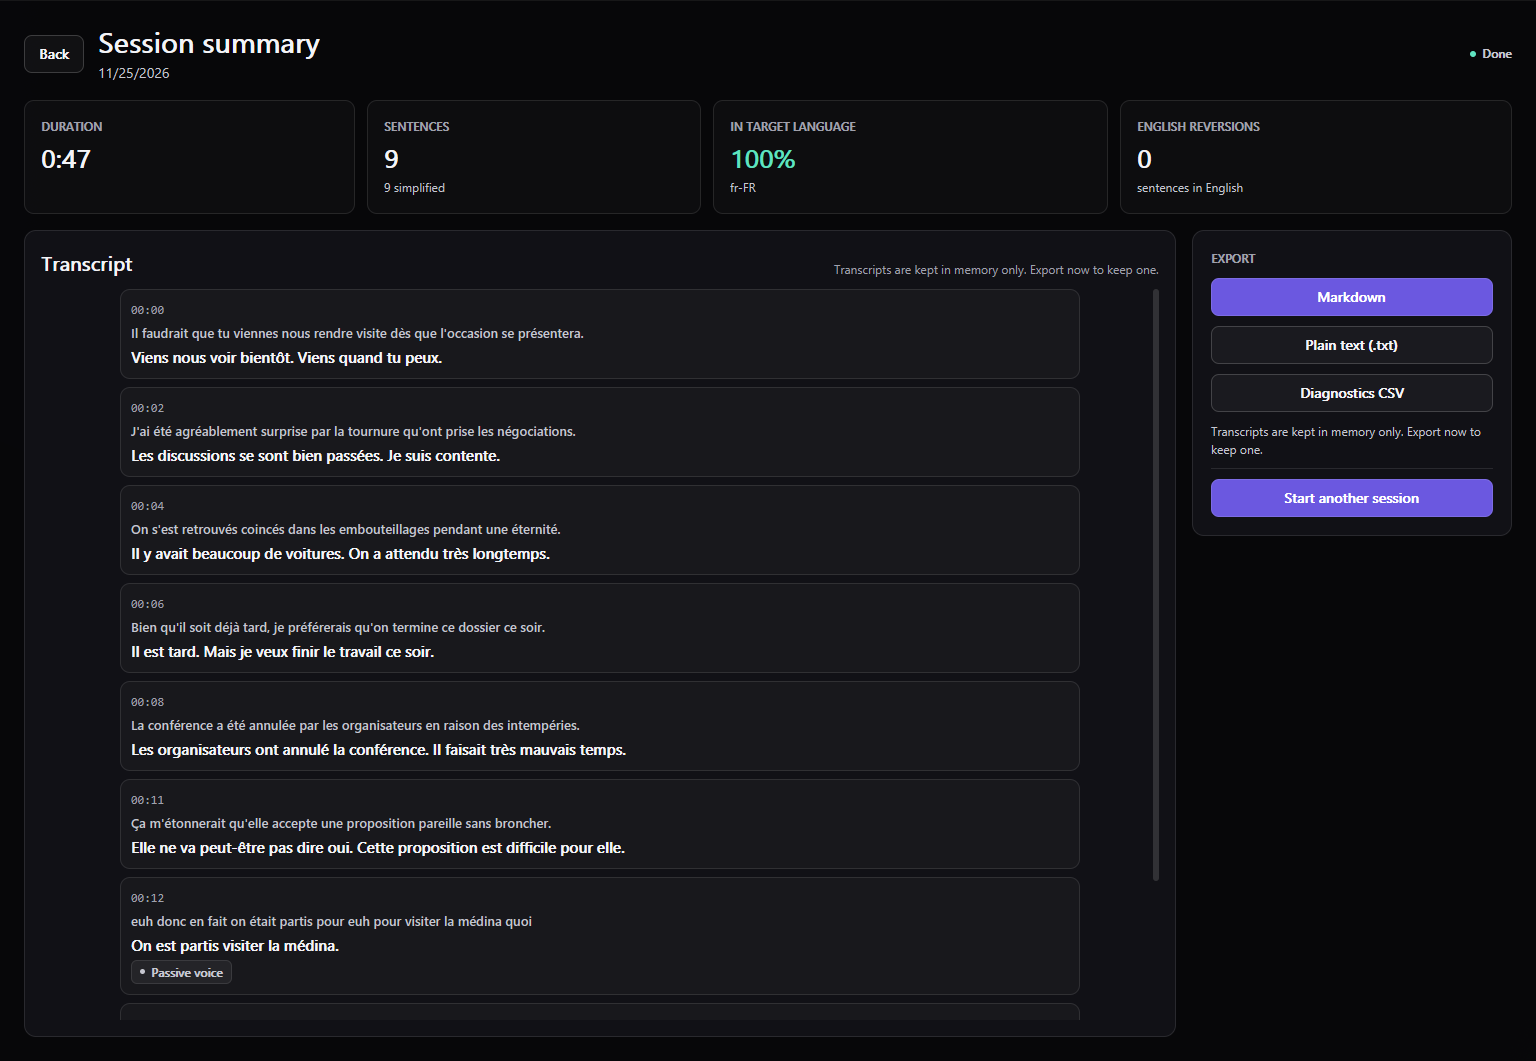 Back
Session summary
11/25/2026
Done
DURATION
0:47
SENTENCES
9
9 simplified
IN TARGET LANGUAGE
100%
fr-FR
ENGLISH REVERSIONS
0
sentences in English
Transcript
Transcripts are kept in memory only. Export now to keep one.
00:00
Il faudrait que tu viennes nous rendre visite dès que l'occasion se présentera.
Viens nous voir bientôt. Viens quand tu peux.
00:02
J'ai été agréablement surprise par la tournure qu'ont prise les négociations.
Les discussions se sont bien passées. Je suis contente.
00:04
On s'est retrouvés coincés dans les embouteillages pendant une éternité.
Il y avait beaucoup de voitures. On a attendu très longtemps.
00:06
Bien qu'il soit déjà tard, je préférerais qu'on termine ce dossier ce soir.
Il est tard. Mais je veux finir le travail ce soir.
00:08
La conférence a été annulée par les organisateurs en raison des intempéries.
Les organisateurs ont annulé la conférence. Il faisait très mauvais temps.
00:11
Ça m'étonnerait qu'elle accepte une proposition pareille sans broncher.
Elle ne va peut-être pas dire oui. Cette proposition est difficile pour elle.
00:12
euh donc en fait on était partis pour euh pour visiter la médina quoi
On est partis visiter la médina.
Passive voice
EXPORT
Markdown
Plain text (.txt)
Diagnostics CSV
Transcripts are kept in memory only. Export now to
keep one.
Start another session